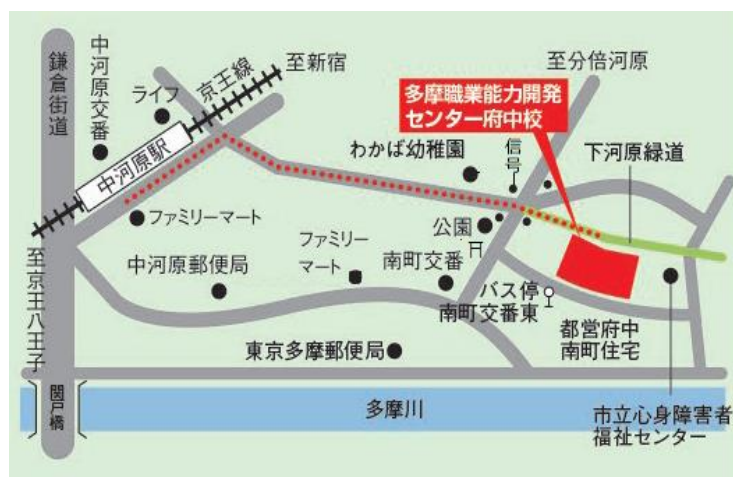 鎌倉街道
中河原交番
ライフ
京王線
至新宿
至分倍河原
多摩職業能力開発
センター府中校
中河原駅
わかば幼稚園
信号
下河原緑道
ファミリーマート
公園
ファミリー
マート
中河原郵便局
南町交番
バス停
南町交番東
至京王八王子
都営府中
南町住宅
東京多摩郵便局
関戸橋
多摩川
市立心身障害者
福祉センター